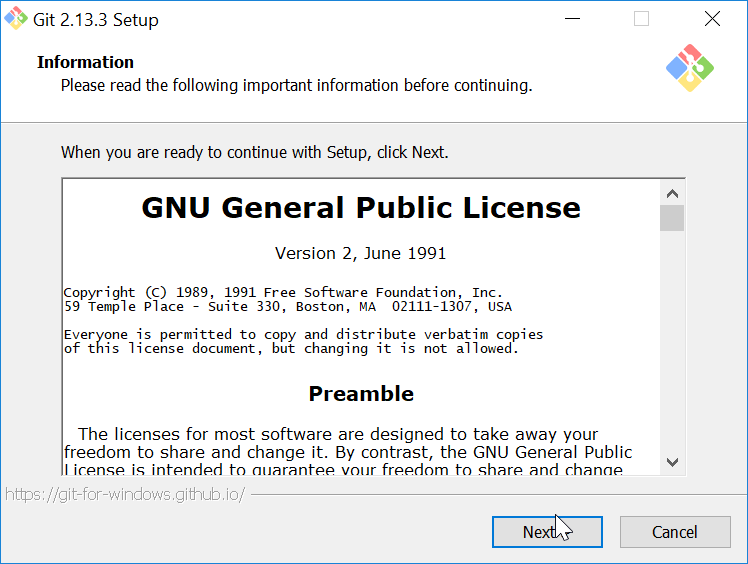 Git 2.13.3 Setup
Information
Please read the following important information before continuing.
When you are ready to continue with Setup, click Next.
GNU General Public License
Version 2, June 1991
Copyright (C) 1989, 1991 Free Software Foundation, Inc.
59 Temple Place - Suite 330, Boston, MA  02111-1307, USA
Everyone is permitted to copy and distribute verbatim copies
of this license document, but changing it is not allowed.
Preamble
The licenses for most software are designed to take away your
freedom to share and change it. By contrast, the GNU General Public
License is intended to guarantee your freedom to share and change
https://git-for-windows.github.io/
Next
Cancel